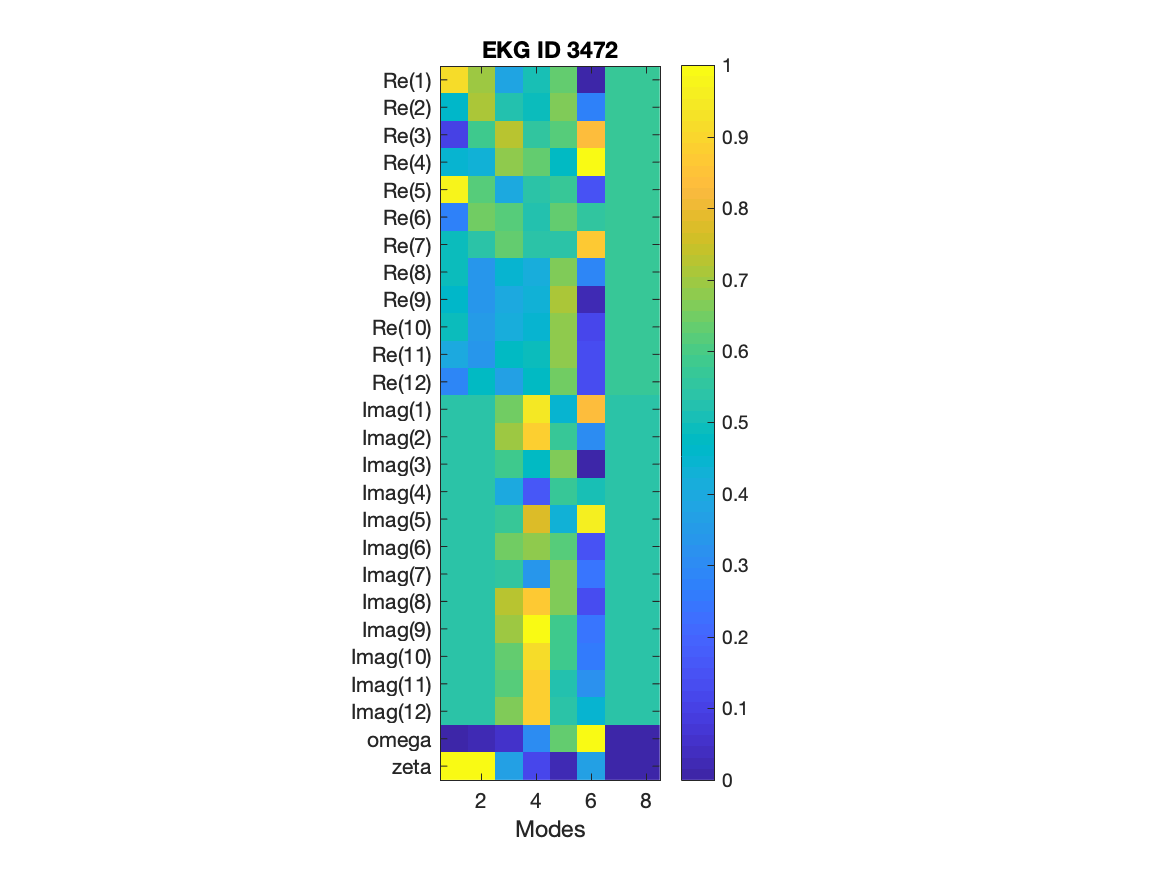 EKG ID 3472
Re(1)
Re(2)
Re(3)
Re(4)
Re(5)
Re(6)
Re(7)
Re(8)
Re(9)
Re(10)
Re(11)
Re(12)
Imag(1)
Imag(2)
Imag(3)
Imag(4)
Imag(5)
Imag(6)
Imag(7)
Imag(8)
Imag(9)
Imag(10)
Imag(11)
Imag(12)
omega
zeta
2 4 6 8
Modes
1
0.9
0.8
0.7
0.6
0.5
0.4
0.3
0.2
0.1
0